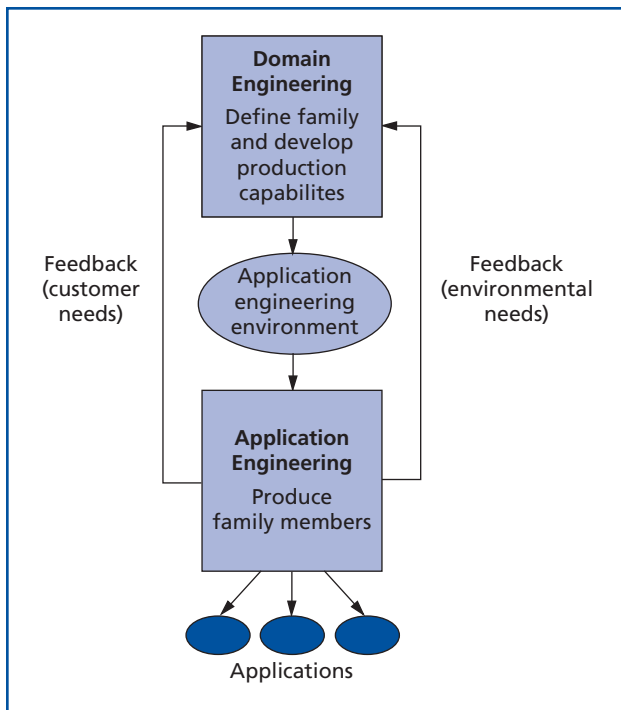 Domain
Engineering
Define family
and develop
production
capabilites
Feedback
(customer
needs)
Application
engineering
environment
Feedback
(environmental
needs)
Application
Engineering
Produce
family members
Applications